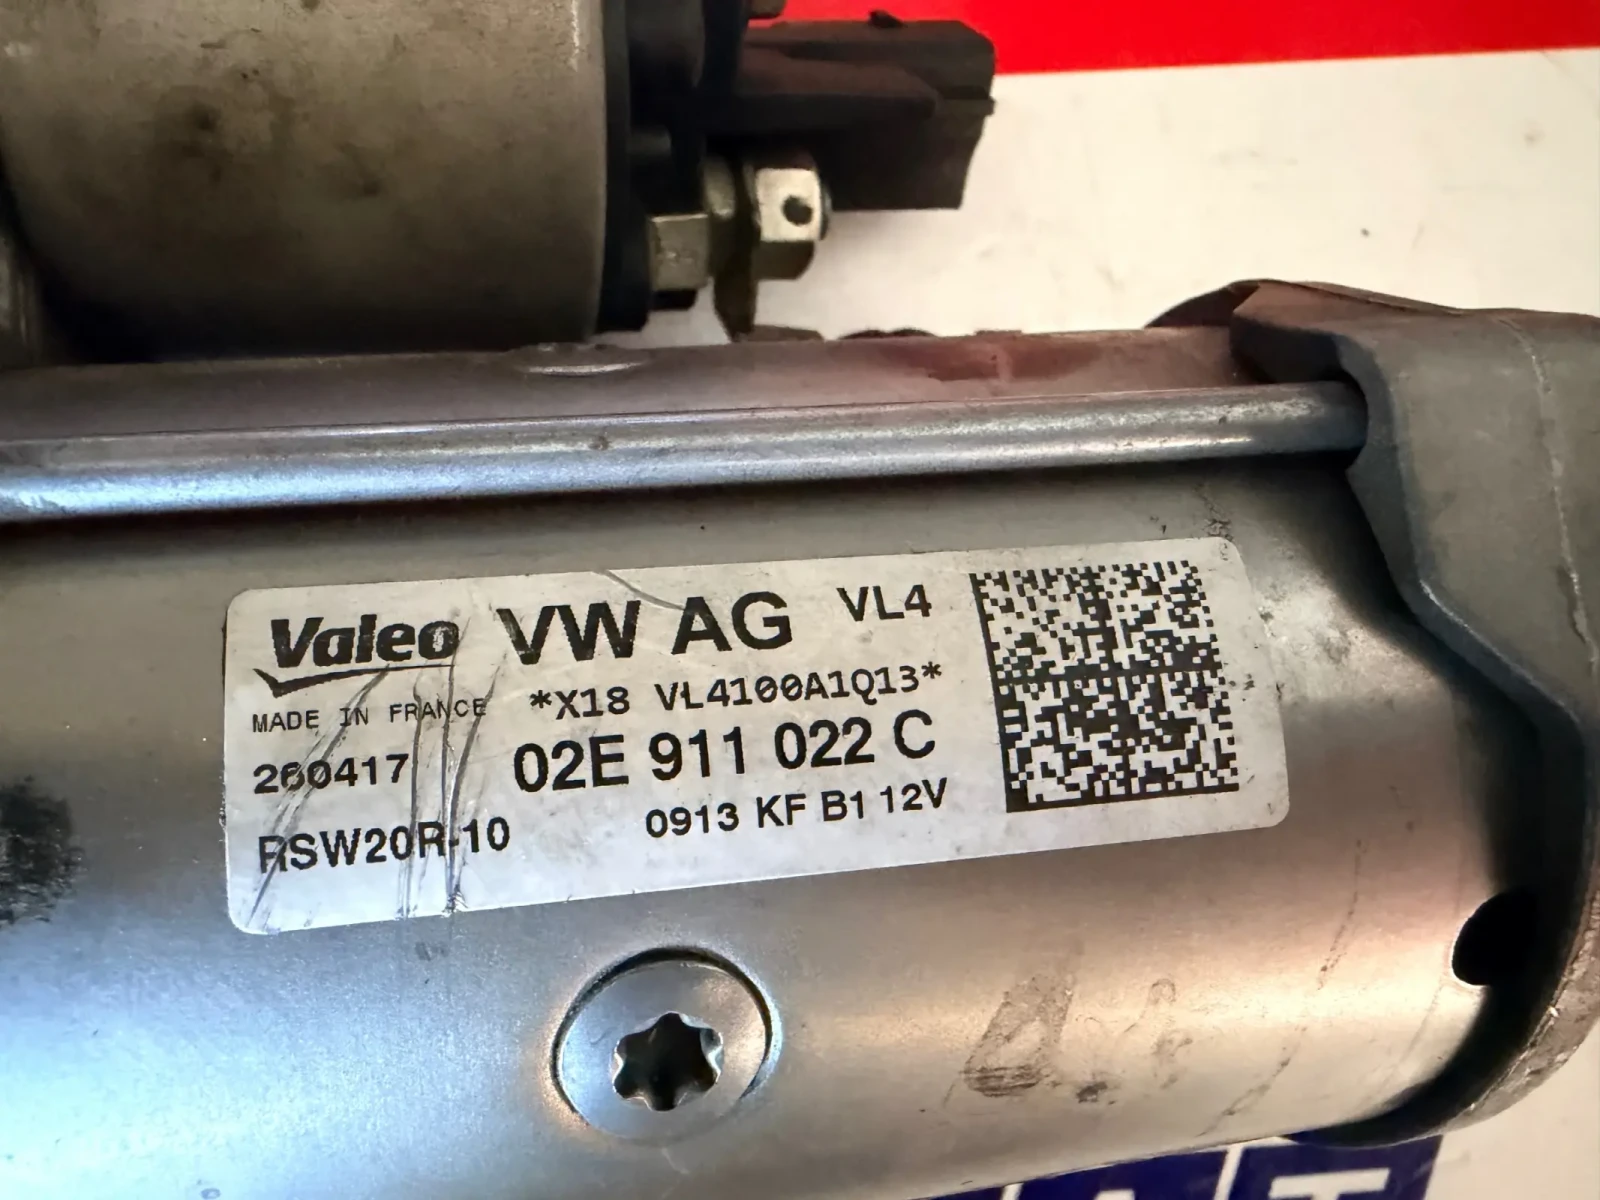 Valeo VW AG VL4
MADE IN FRANCE *X18 VL4100A1Q13*
260417 02E 911 022 C
RSW20R-10 0913 KF B1 12V